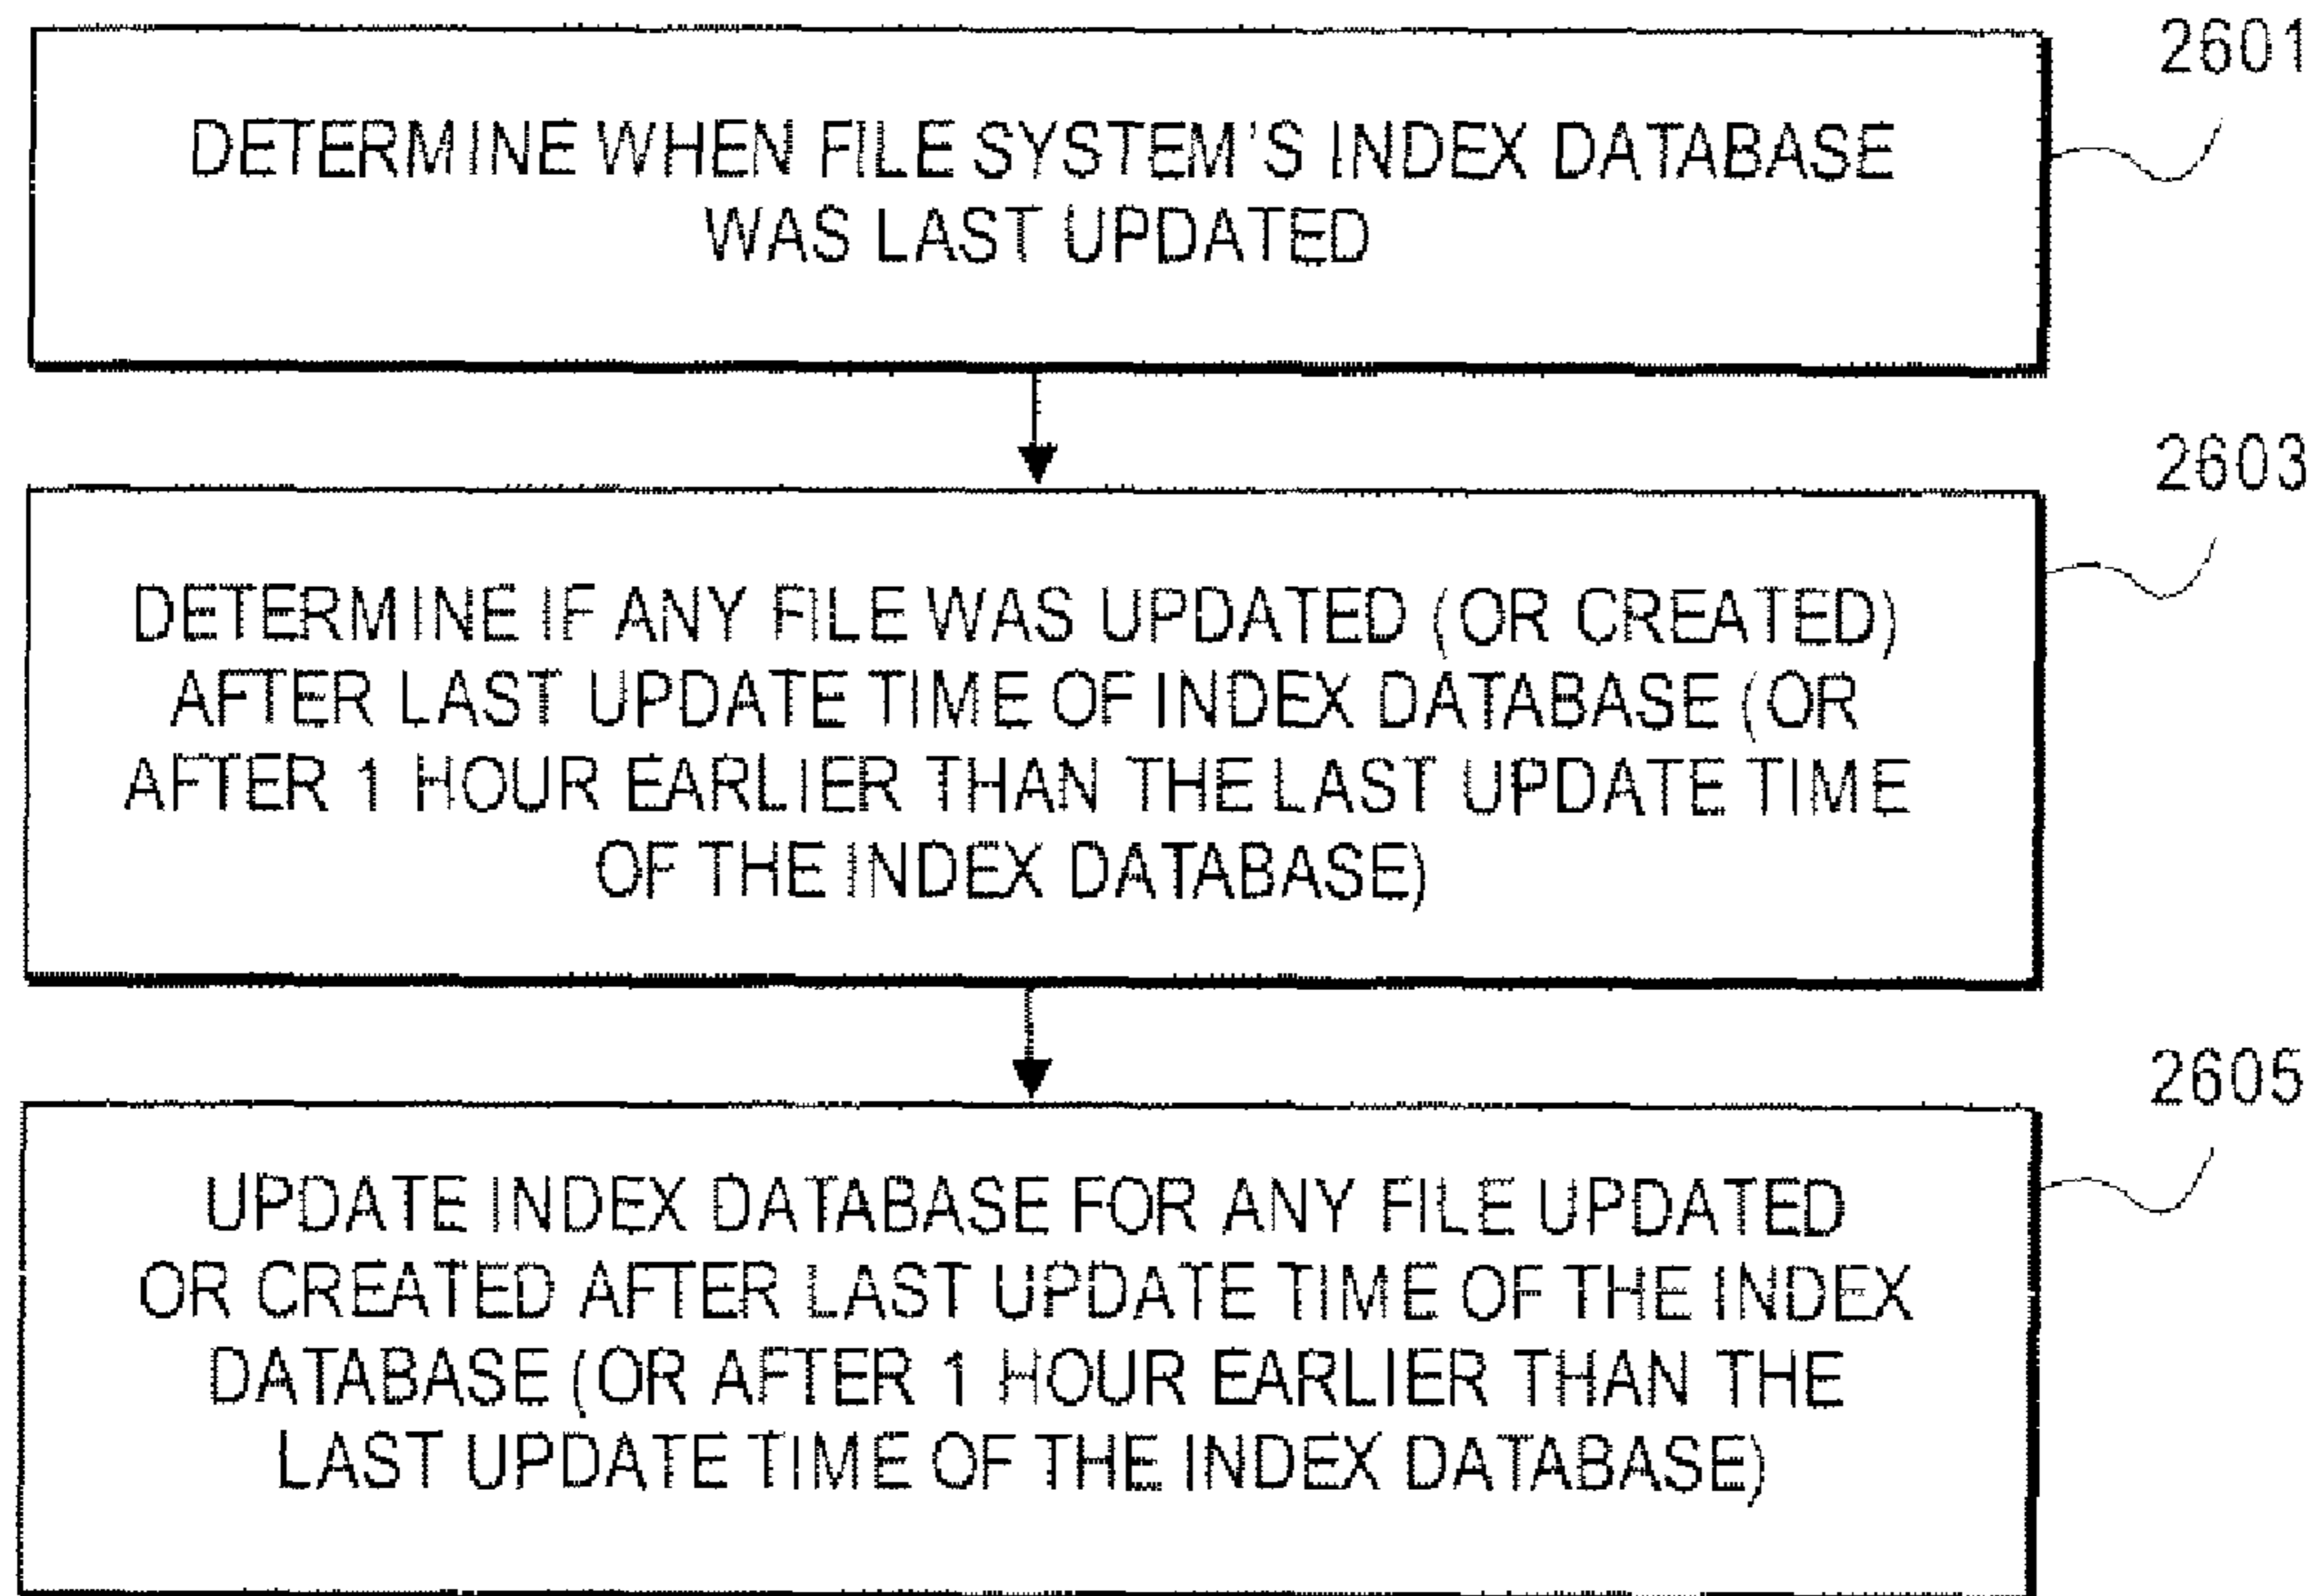 2601
DETERMINE WHEN FILE SYSTEM'S INDEX DATABASE
WAS LAST UPDATED
2603
DETERMINE IF ANY FILE WAS UPDATED (OR CREATED)
AFTER LAST UPDATE TIME OF INDEX DATABASE (OR
AFTER 1 HOUR EARLIER THAN THE LAST UPDATE TIME
OF THE INDEX DATABASE)
2605
UPDATE INDEX DATABASE FOR ANY FILE UPDATED
OR CREATED AFTER LAST UPDATE TIME OF THE INDEX
DATABASE (OR AFTER 1 HOUR EARLIER THAN THE
LAST UPDATE TIME OF THE INDEX DATABASE)